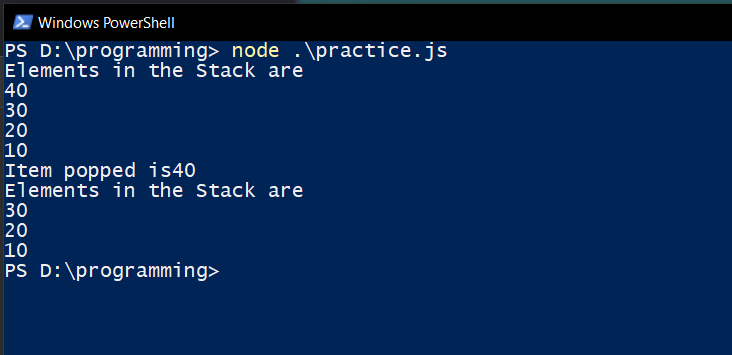 Windows PowerShell
PS D:\programming> node .\practice.js
Elements in the Stack are
40
30
20
10
Item popped is40
Elements in the Stack are
30
20
10
PS D:\programming>